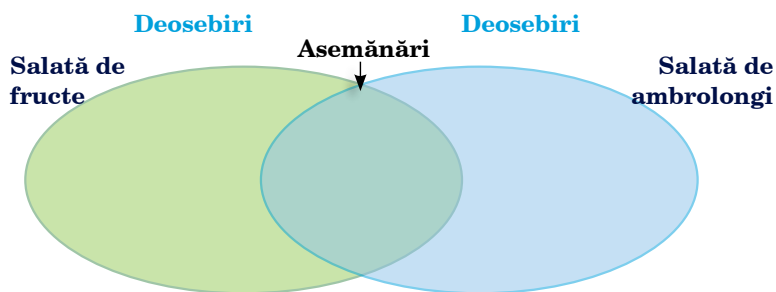 Deosebiri
Deosebiri
Asemănări
Salată de
fructe
Salată de
ambrolongi